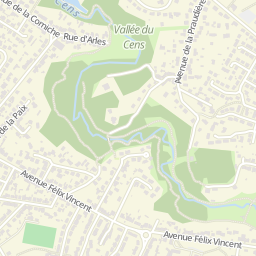 ue de la Corniche
Rue d'Arles
Vallée du
Cens
Cens
Avenue de la Praudière
de la Paix
Avenue Félix Vincent
Avenue Félix Vincent